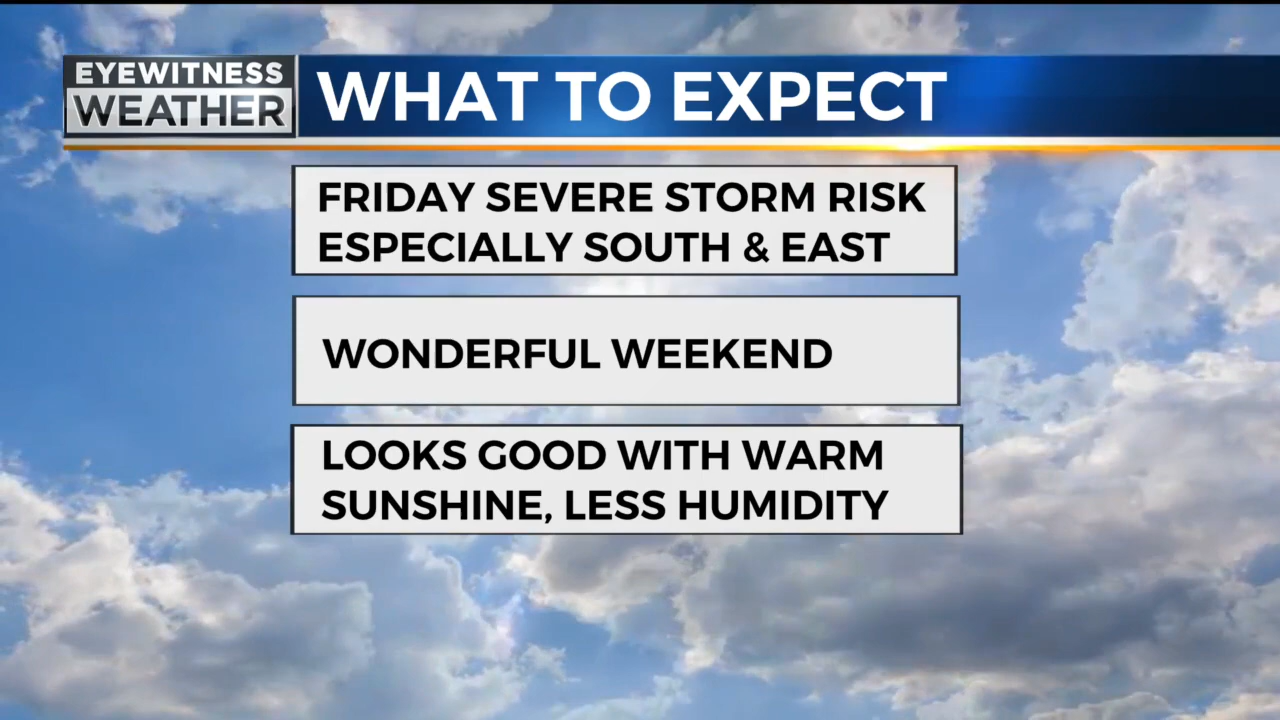 EYEWITNESS
WEATHER
WHAT TO EXPECT
FRIDAY SEVERE STORM RISK
ESPECIALLY SOUTH & EAST
WONDERFUL WEEKEND
LOOKS GOOD WITH WARM
SUNSHINE, LESS HUMIDITY